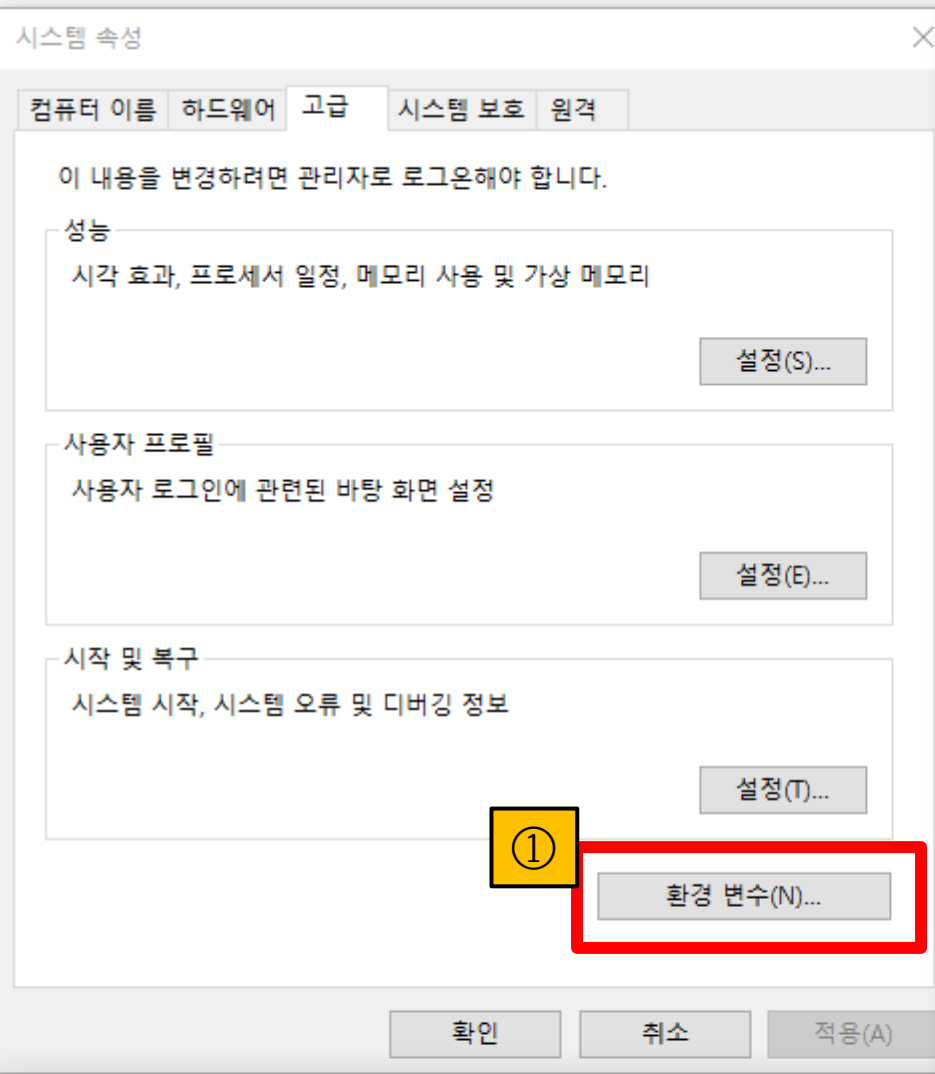 시스템 속성
컴퓨터 이름 하드웨어 고급 시스템 보호 원격
이 내용을 변경하려면 관리자로 로그온해야 합니다.
성능
시각 효과, 프로세서 일정, 메모리 사용 및 가상 메모리
설정(S)...
사용자 프로필
사용자 로그인에 관련된 바탕 화면 설정
설정(E)...
시작 및 복구
시스템 시작, 시스템 오류 및 디버깅 정보
설정(T)...
①
환경 변수(N)...
확인 취소 적용(A)